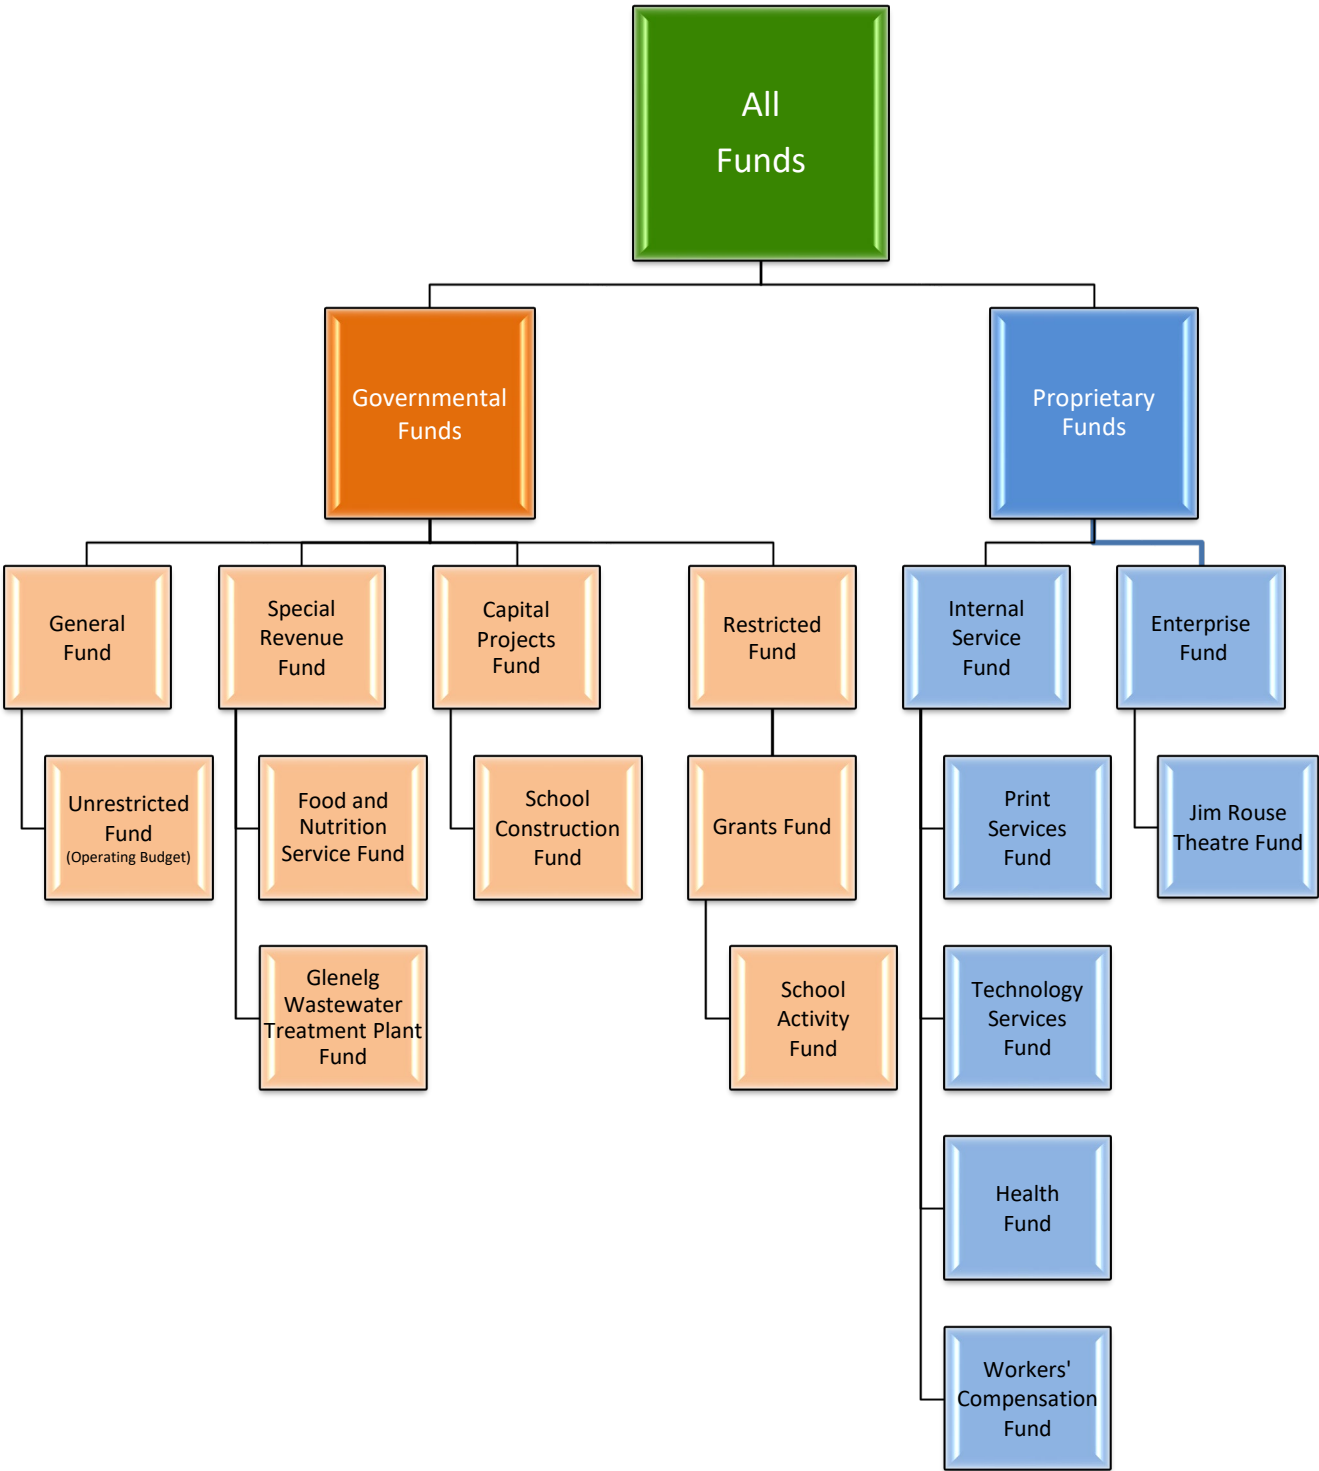 All
Funds
Governmental
Funds
Proprietary
Funds
General
Fund
Special
Revenue
Fund
Capital
Projects
Fund
Restricted
Fund
Internal
Service
Fund
Enterprise
Fund
Unrestricted
Fund
(Operating Budget)
Food and
Nutrition
Service Fund
School
Construction
Fund
Grants Fund
Print
Services
Fund
Jim Rouse
Theatre Fund
Glenelg
Wastewater
Treatment Plant
Fund
School
Activity
Fund
Technology
Services
Fund
Health
Fund
Workers'
Compensation
Fund